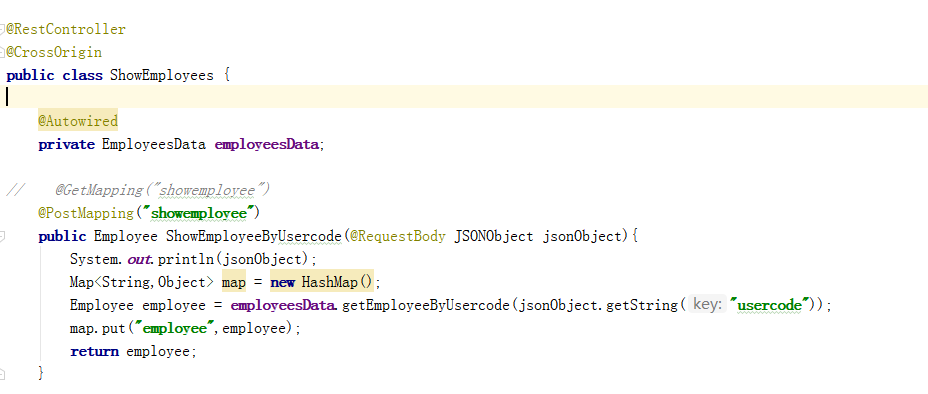 @RestController
@CrossOrigin
public class ShowEmployees {
@Autowired
private EmployeesData employeesData;
// @GetMapping("showemployee")
@PostMapping("showemployee")
public Employee ShowEmployeeByUsercode(@RequestBody JSONObject jsonObject){
System.out.println(jsonObject);
Map<String,Object> map = new HashMap();
Employee employee = employeesData.getEmployeeByUsercode(jsonObject.getString( key: "usercode"));
map.put("employee",employee);
return employee;
}